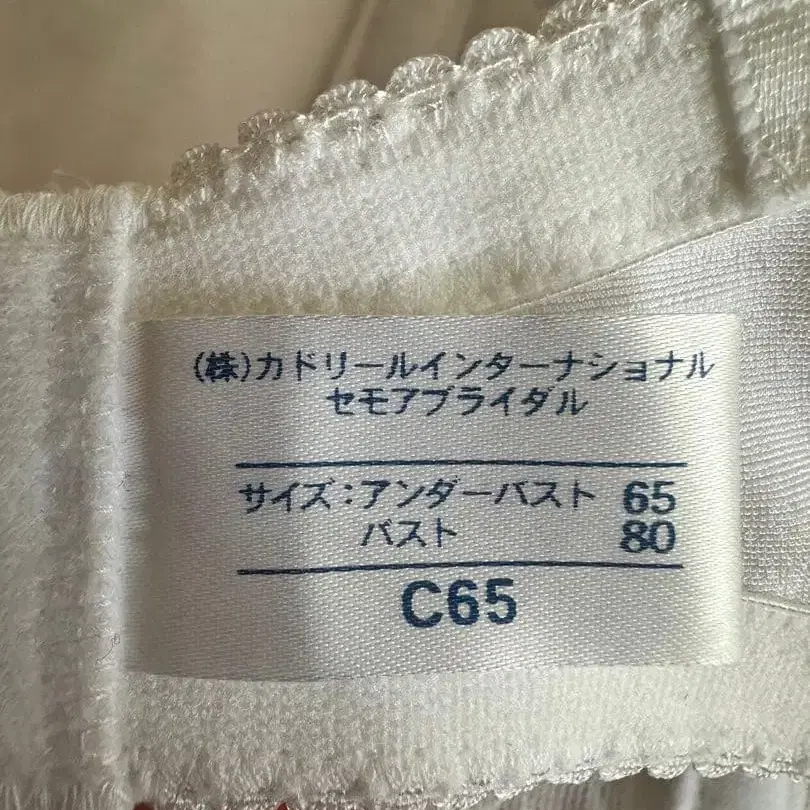 (株)カドリールインターナショナル
セモアブライダル
サイズ:アンダーバスト 65
バスト 80
C65